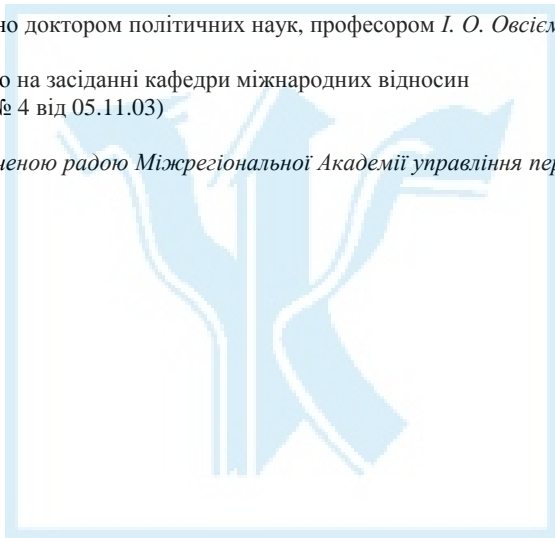 но доктором політичних наук, професором І. О. Овсієм
о на засіданні кафедри міжнародних відносин
№ 4 від 05.11.03)
ченою радою Міжрегіональної Академії управління пер